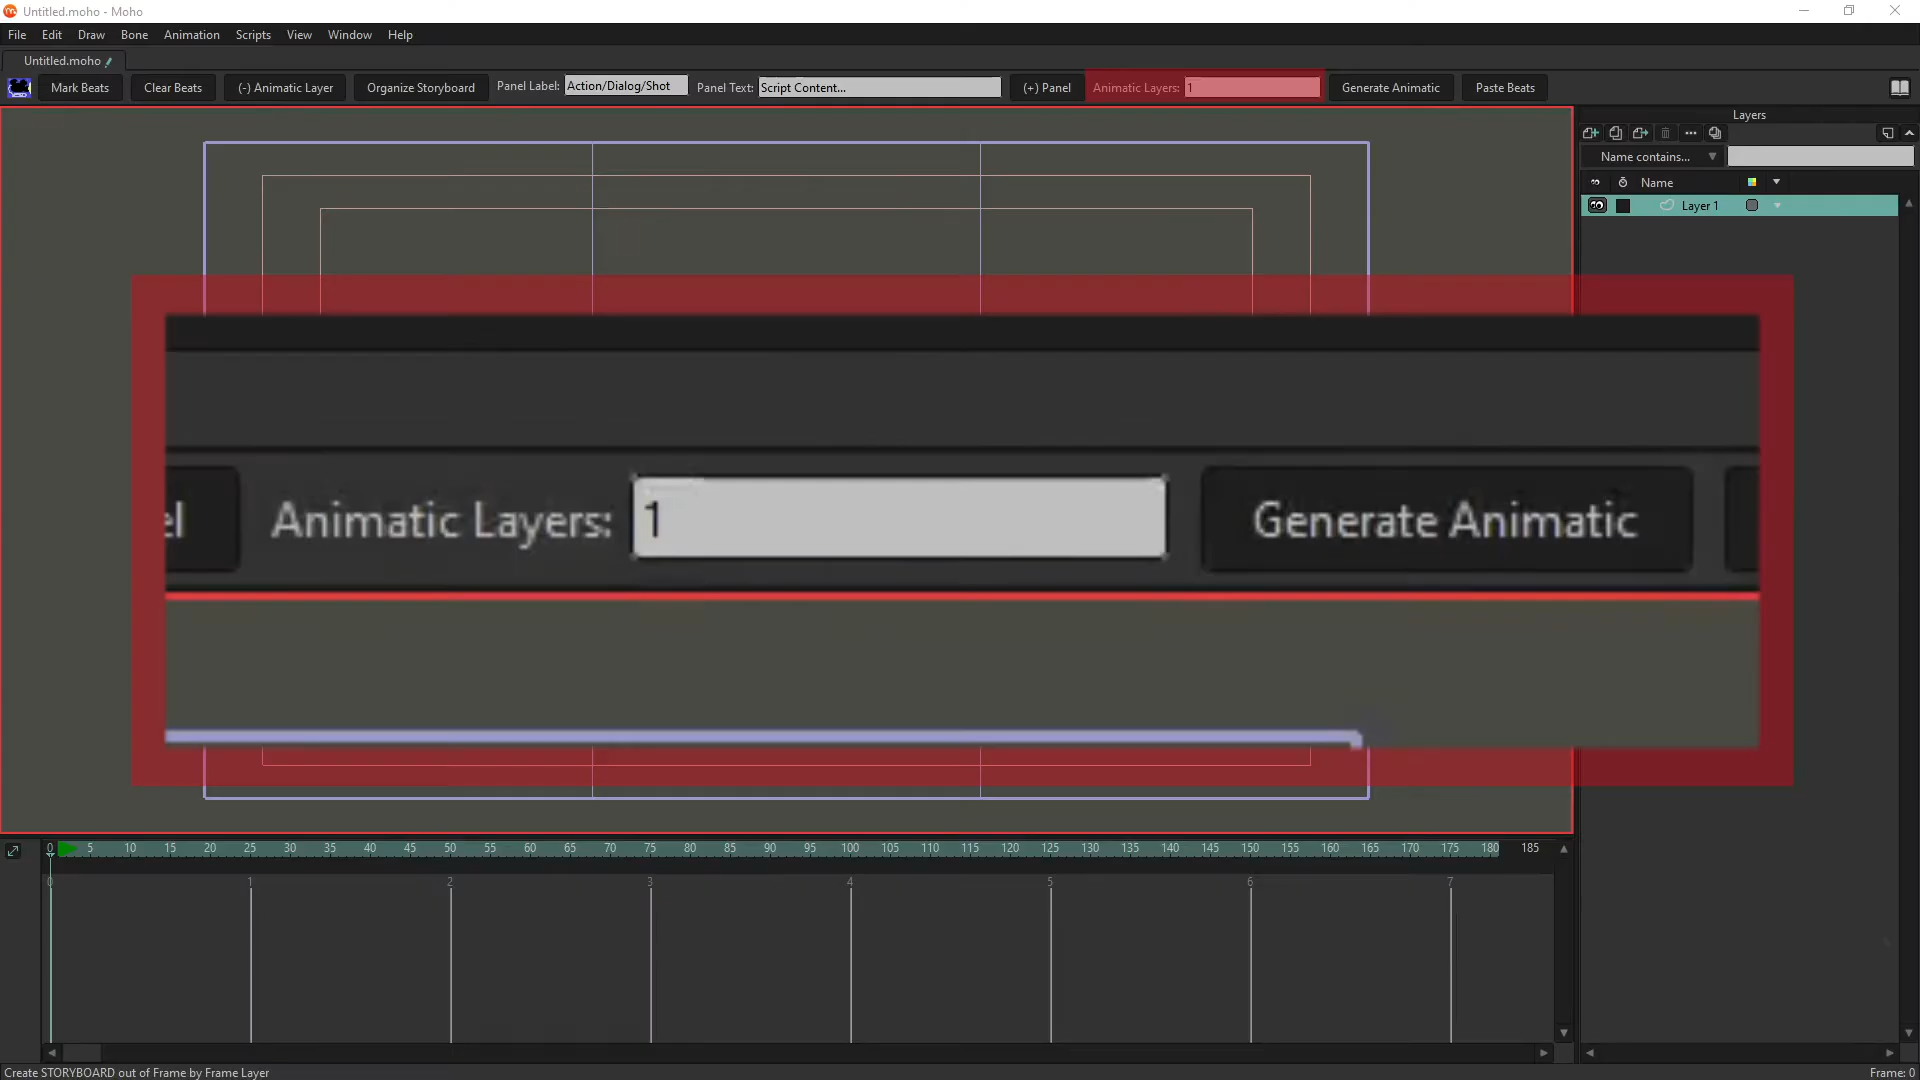 Untitled.moho - Moho
File Edit Draw Bone Animation Scripts View Window Help
Untitled.moho
Mark Beats Clear Beats (-) Animatic Layer Organize Storyboard Panel Label: Action/Dialog/Shot Panel Text: Script Content... (+) Panel Animatic Layers: 1 Generate Animatic Paste Beats
Layers
Name contains...
Name
Layer 1
el Animatic Layers: 1 Generate Animatic
0 5 10 15 20 25 30 35 40 45 50 55 60 65 70 75 80 85 90 95 100 105 110 115 120 125 130 135 140 145 150 155 160 165 170 175 180 185
0 1 2 3 4 5 6 7
Create STORYBOARD out of Frame by Frame Layer Frame: 0